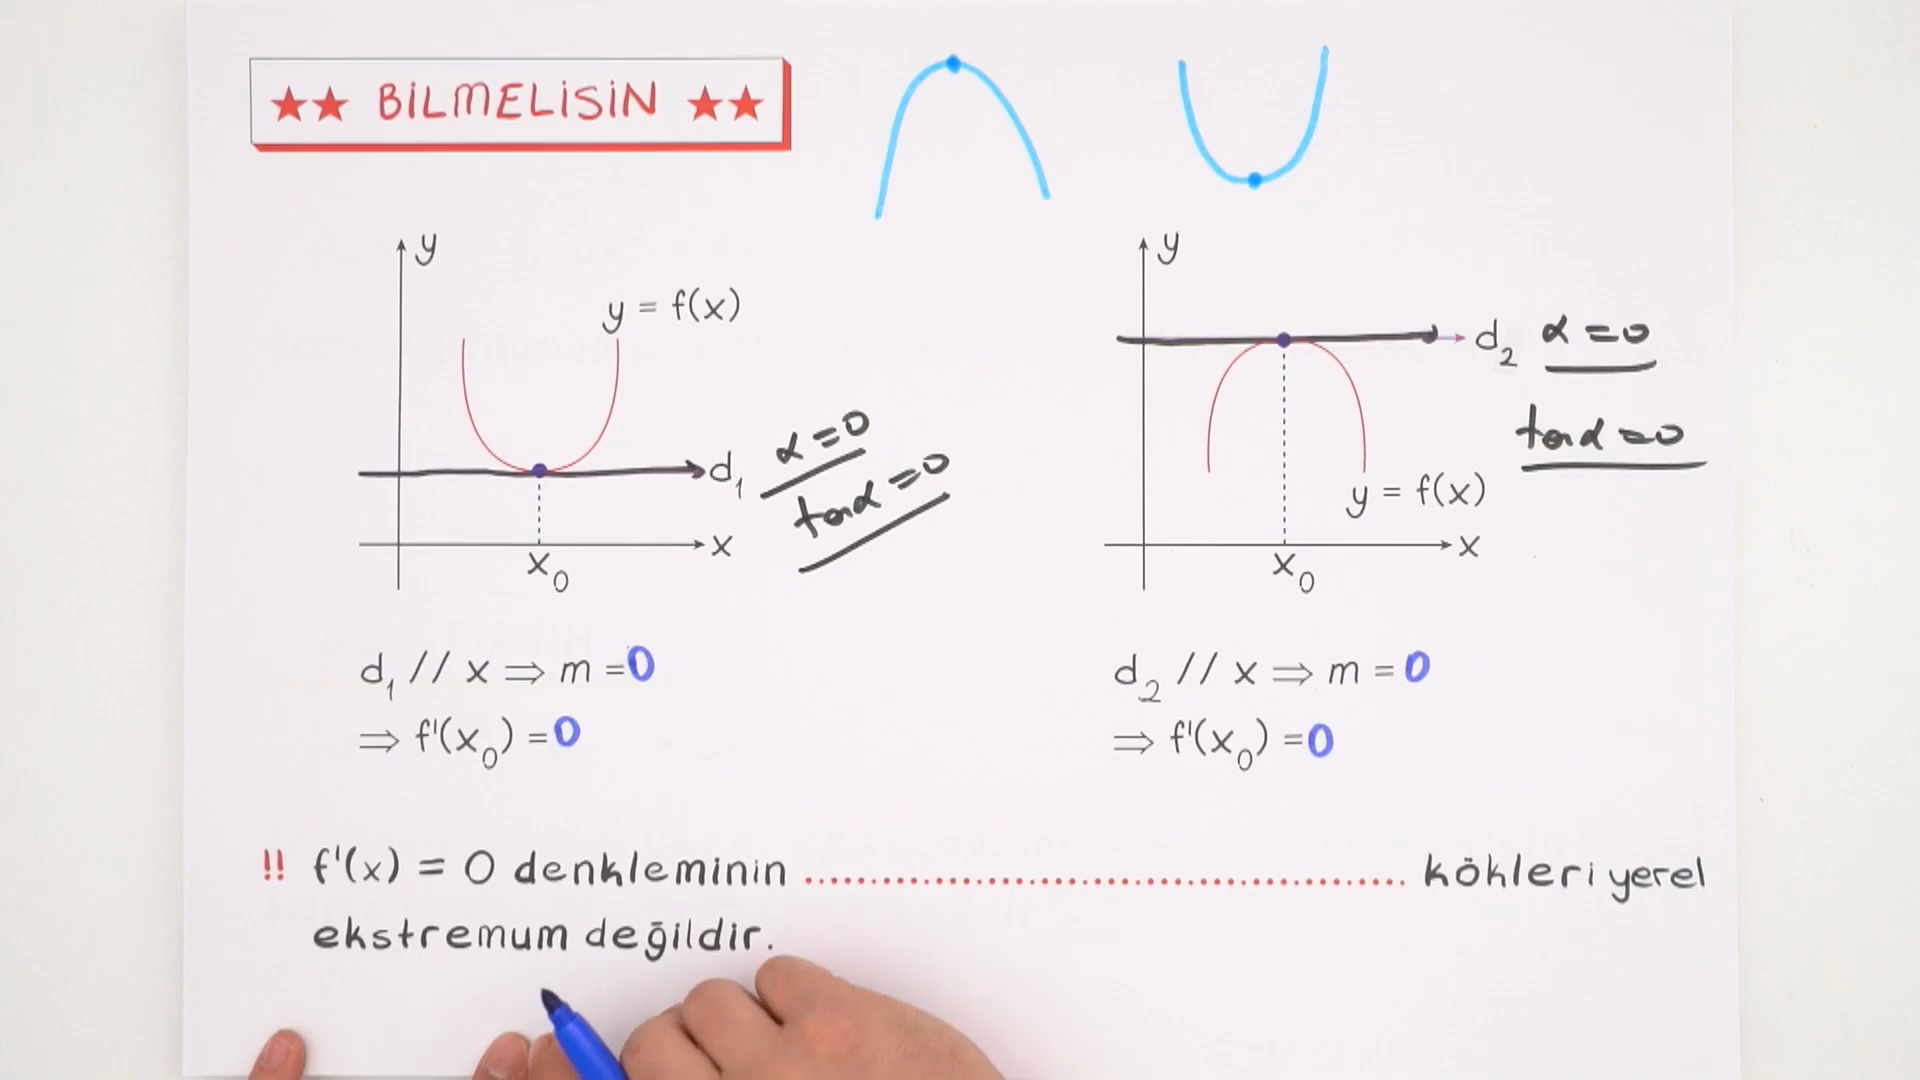 ★★ BİLMELİSİN ★★
y
y = f(x)
d₁
α = 0
tanα = 0
x
x₀
d₁ // x ⇒ m = 0
⇒ f'(x₀) = 0
y
d₂
α = 0
tanα = 0
y = f(x)
x
x₀
d₂ // x ⇒ m = 0
⇒ f'(x₀) = 0
!! f'(x) = 0 denkleminin .............................................. kökleri yerel
ekstremum değildir.